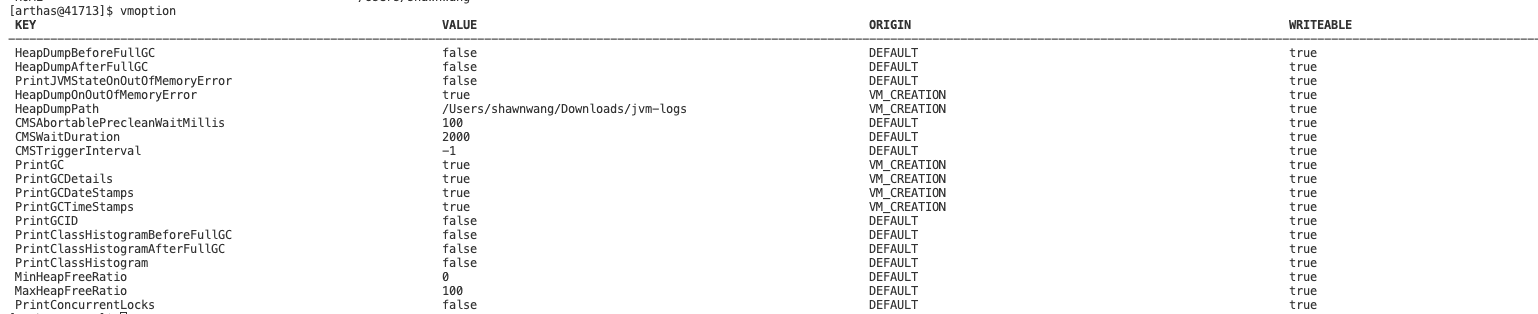 [arthas@41713]$ vmoption
KEY VALUE ORIGIN WRITEABLE
HeapDumpBeforeFullGC false DEFAULT true
HeapDumpAfterFullGC false DEFAULT true
PrintJVMStateOnOutOfMemoryError false DEFAULT true
HeapDumpOnOutOfMemoryError true VM_CREATION true
HeapDumpPath /Users/shawnwang/Downloads/jvm-logs VM_CREATION true
CMSAbortablePrecleanWaitMillis 100 DEFAULT true
CMSWaitDuration 2000 DEFAULT true
CMSTriggerInterval -1 DEFAULT true
PrintGC true VM_CREATION true
PrintGCDetails true VM_CREATION true
PrintGCDateStamps true VM_CREATION true
PrintGCTimeStamps true VM_CREATION true
PrintGCID false DEFAULT true
PrintClassHistogramBeforeFullGC false DEFAULT true
PrintClassHistogramAfterFullGC false DEFAULT true
PrintClassHistogram false DEFAULT true
MinHeapFreeRatio 0 DEFAULT true
MaxHeapFreeRatio 100 DEFAULT true
PrintConcurrentLocks false DEFAULT true